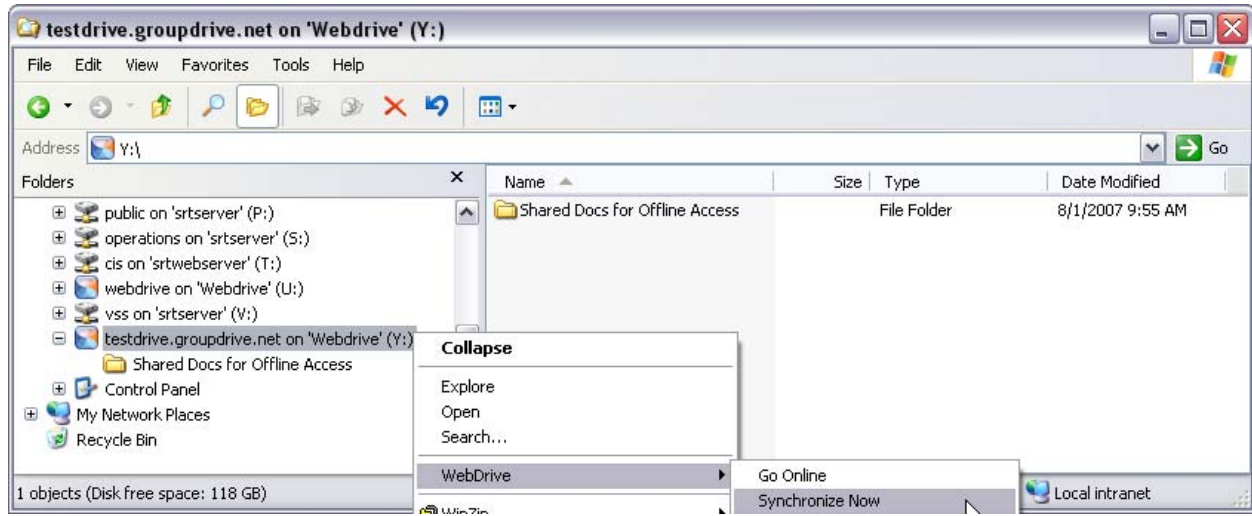 testdrive.groupdrive.net on 'Webdrive' (Y:)
File Edit View Favorites Tools Help
Address Y:\ Go
Folders
Name Size Type Date Modified
public on 'srtserver' (P:)
operations on 'srtserver' (S:)
cis on 'srtwebserver' (T:)
webdrive on 'Webdrive' (U:)
vss on 'srtserver' (V:)
testdrive.groupdrive.net on 'Webdrive' (Y:)
Shared Docs for Offline Access
Control Panel
My Network Places
Recycle Bin
Shared Docs for Offline Access File Folder 8/1/2007 9:55 AM
Collapse
Explore
Open
Search...
WebDrive
WinZip
Go Online
Synchronize Now
1 objects (Disk free space: 118 GB)
Local intranet